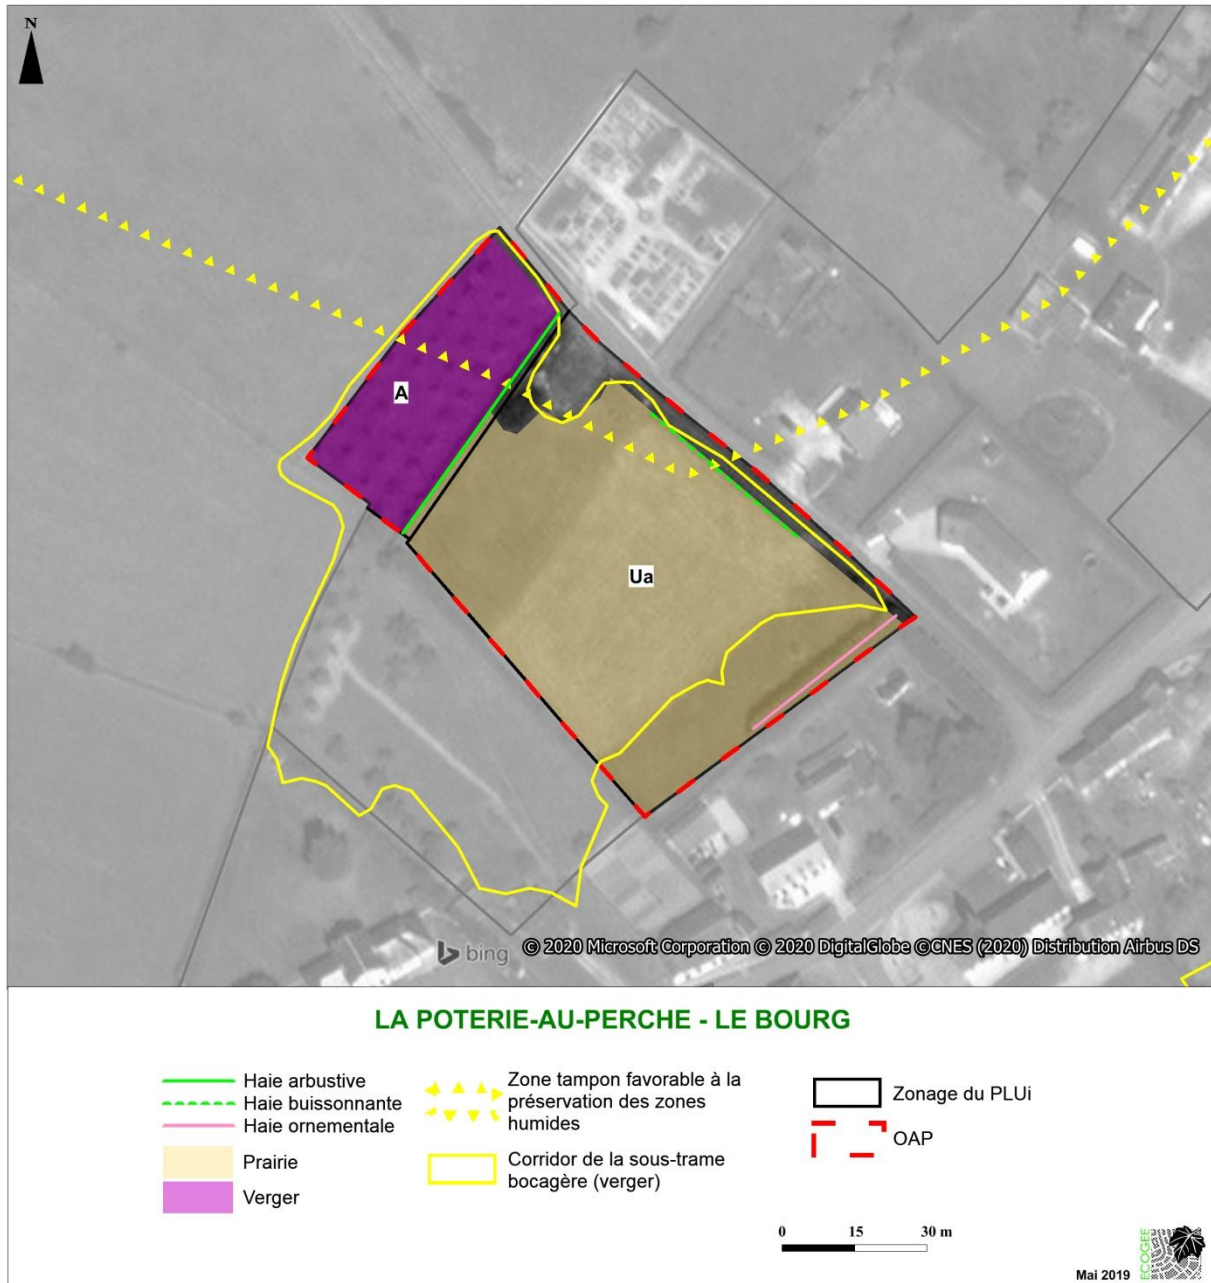 N
A
Ua
bing © 2020 Microsoft Corporation © 2020 DigitalGlobe ©CNES (2020) Distribution Airbus DS
LA POTERIE-AU-PERCHE - LE BOURG
Haie arbustive
Haie buissonnante
Haie ornementale
Prairie
Verger
Zone tampon favorable à la
préservation des zones
humides
Corridor de la sous-trame
bocagère (verger)
Zonage du PLUi
OAP
0 15 30 m
Mai 2019
ECOGEE